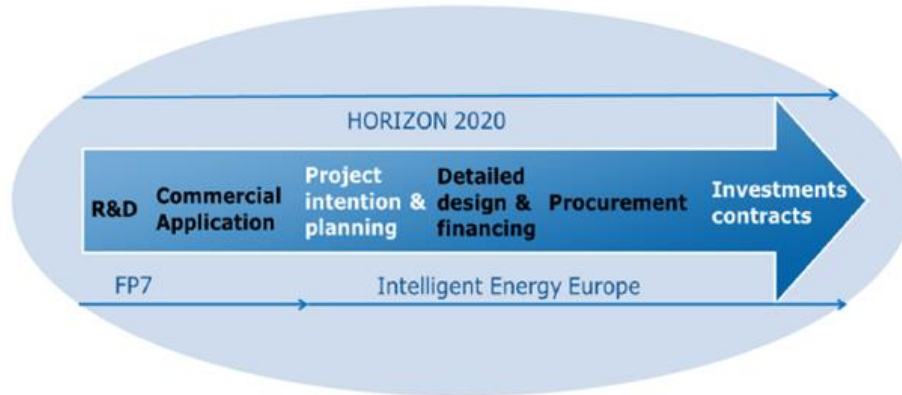 HORIZON 2020
R&D
Commercial
Application
Project
intention &
planning
Detailed
design &
financing
Procurement
Investments
contracts
FP7
Intelligent Energy Europe